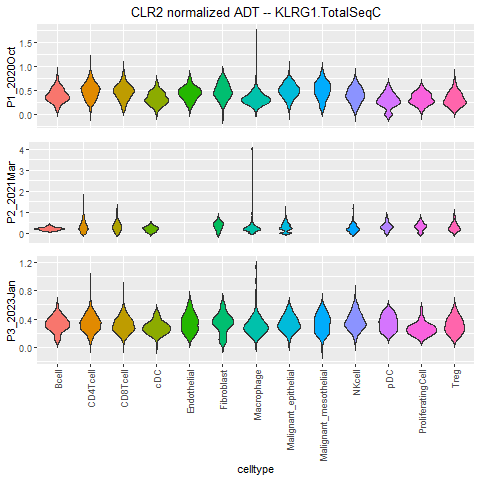 CLR2 normalized ADT -- KLRG1.TotalSeqC
P1_2020Oct
1.5
1.0
0.5
0.0
P2_2021Mar
4
3
2
1
0
P3_2023Jan
1.2
0.8
0.4
0.0
Bcell
CD4Tcell
CD8Tcell
cDC
Endothelial
Fibroblast
Macrophage
Malignant_epithelial
Malignant_mesothelial
NKcell
pDC
ProliferatingCell
Treg
celltype